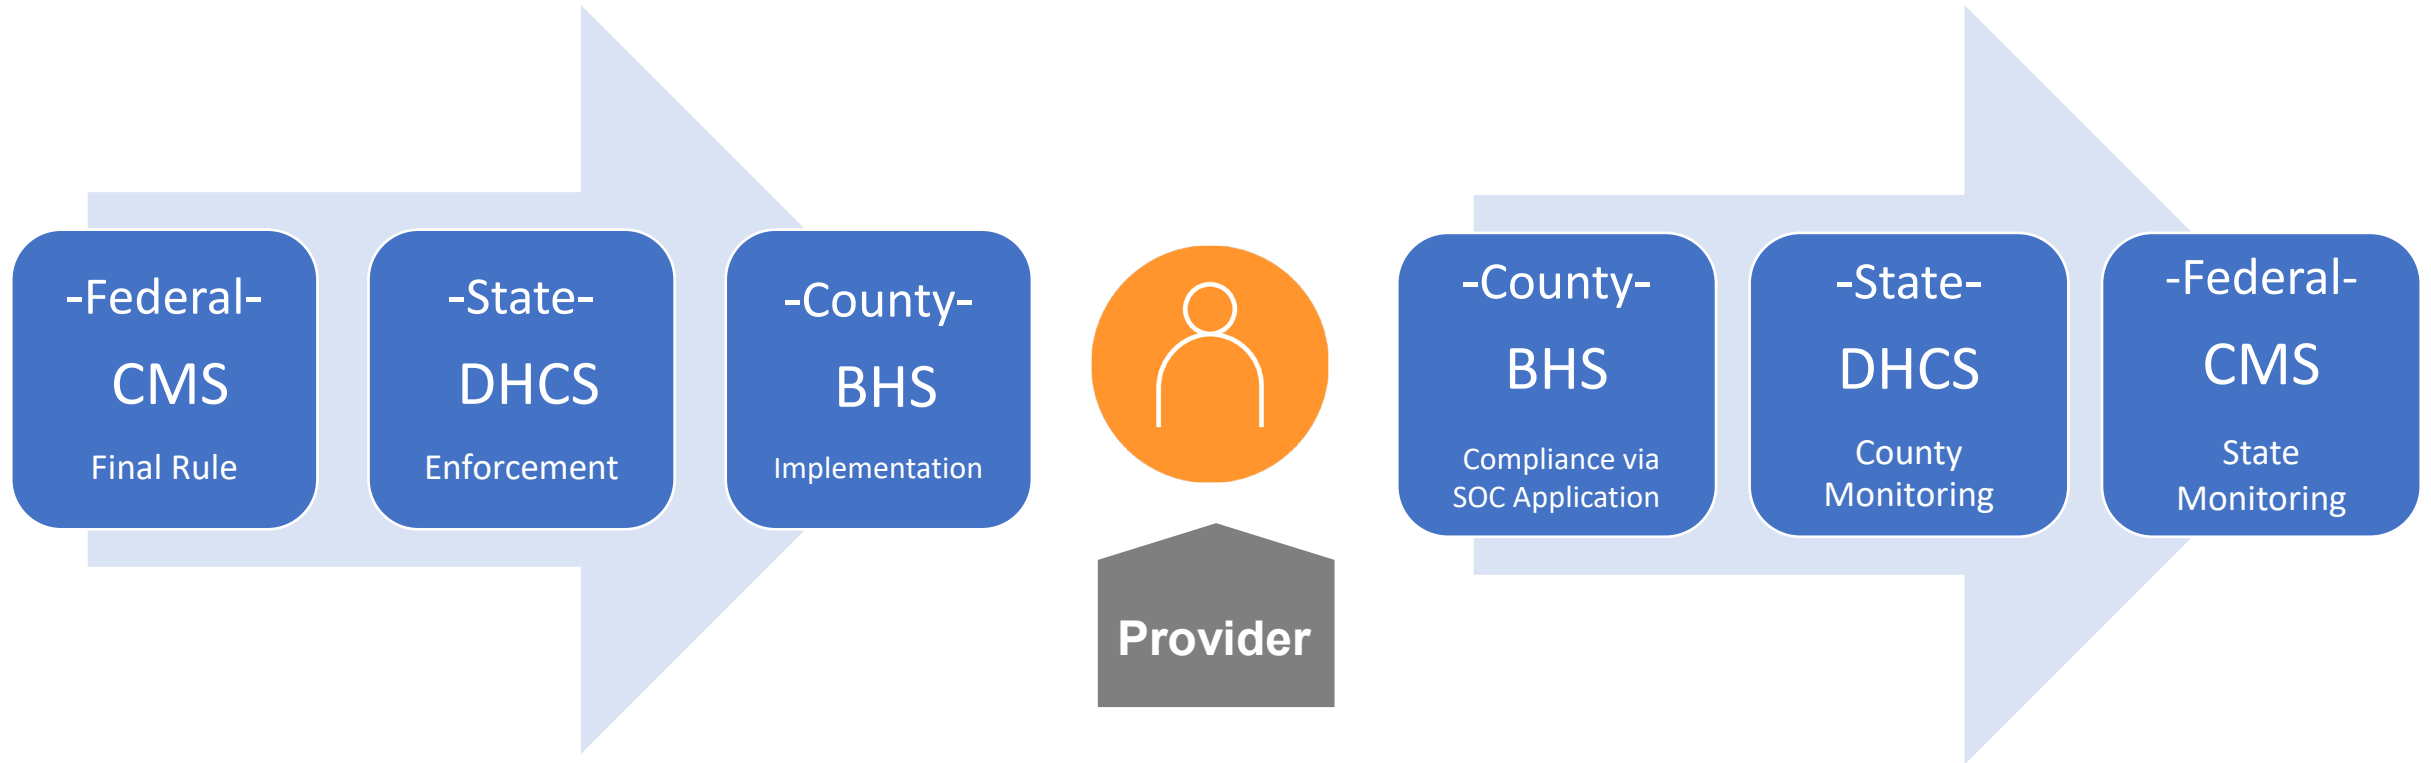 -Federal-
CMS
Final Rule
-State-
DHCS
Enforcement
-County-
BHS
Implementation
Provider
-County-
BHS
Compliance via
SOC Application
-State-
DHCS
County
Monitoring
-Federal-
CMS
State
Monitoring